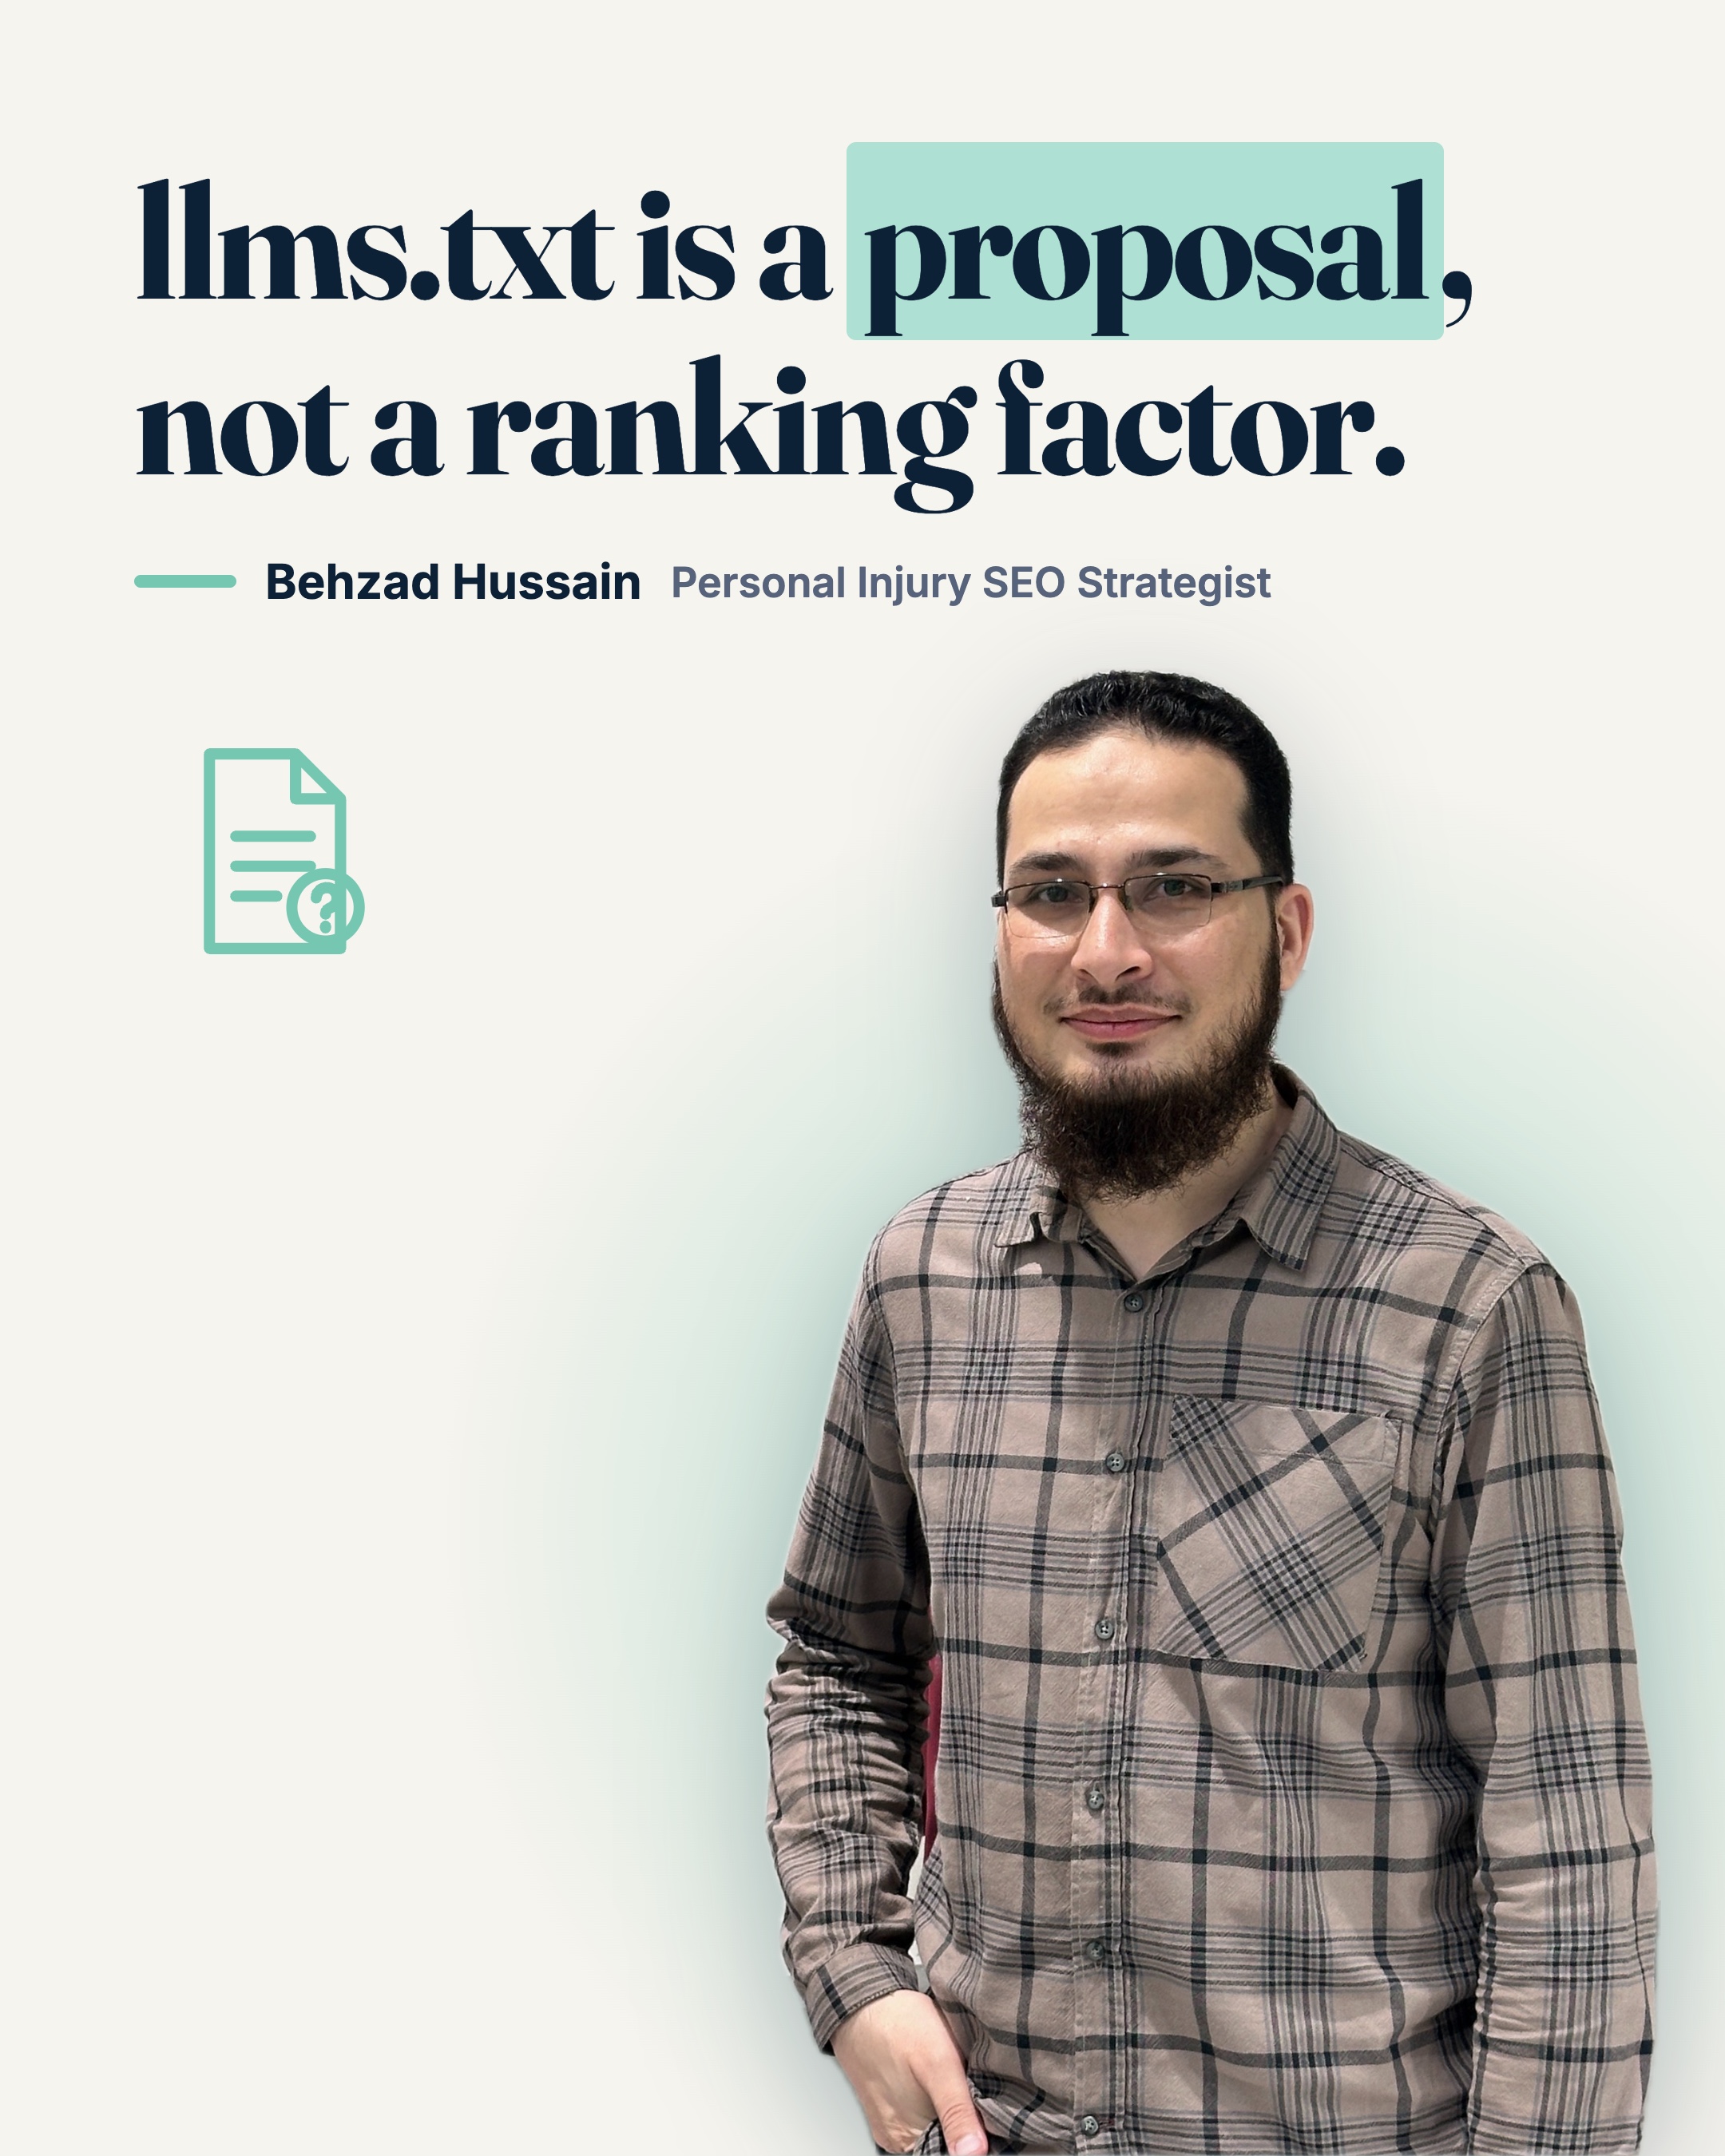 llms.txt is a proposal,
not a ranking factor.
Behzad Hussain Personal Injury SEO Strategist
?